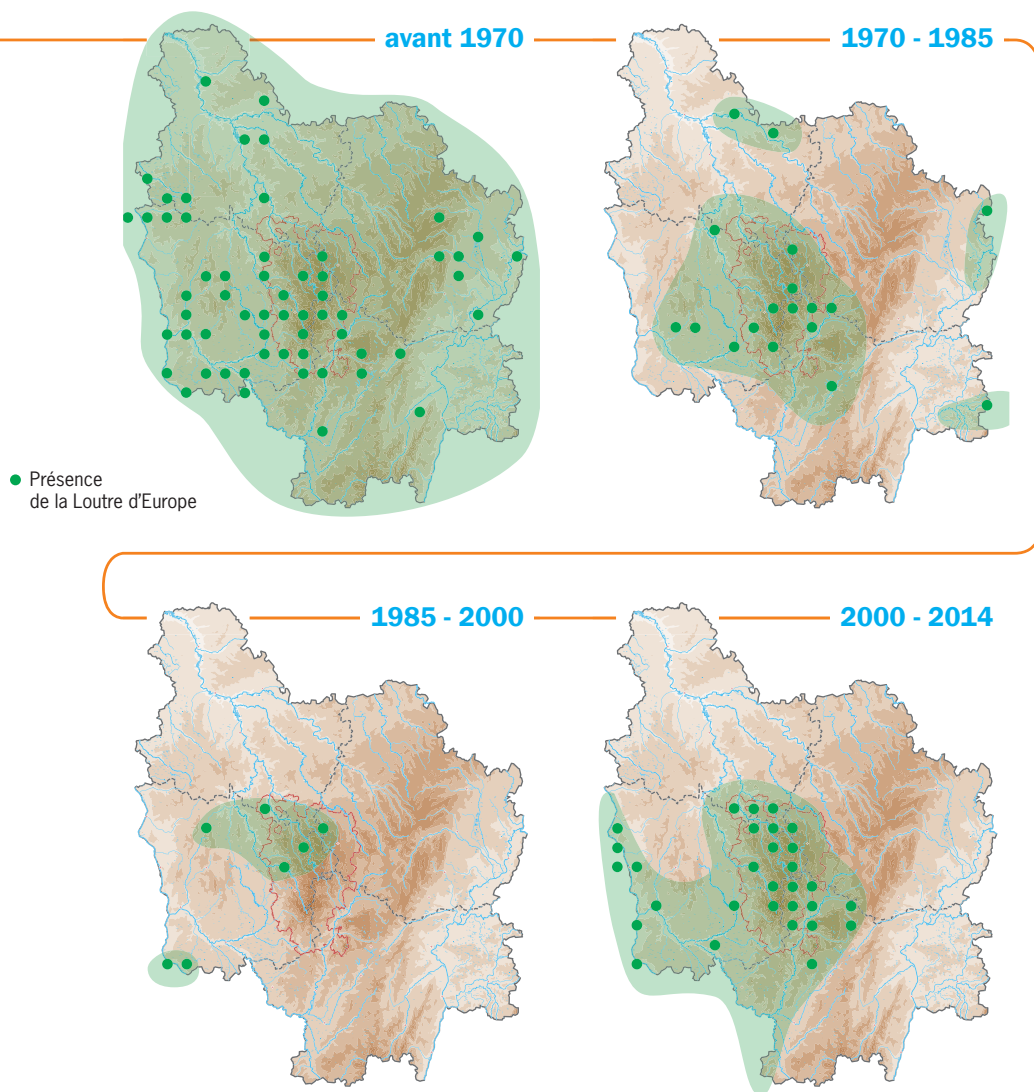 avant 1970
1970 - 1985
Présence
de la Loutre d'Europe
1985 - 2000
2000 - 2014